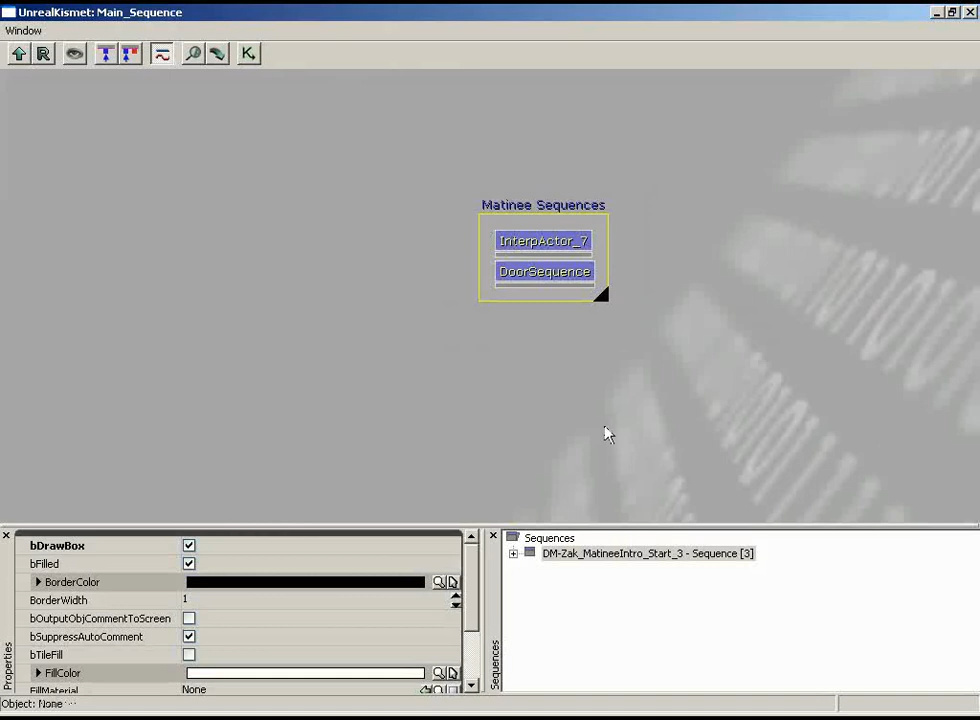 UnrealKismet: Main_Sequence
Window
R
K
Matinee Sequences
InterpActor_7
DoorSequence
bDrawBox
bFilled
BorderColor
BorderWidth 1
bOutputObjCommentToScreen
bSuppressAutoComment
bTileFill
FillColor
FillMaterial None
Properties
Sequences
DM-Zak_MatineeIntro_Start_3 - Sequence [3]
Sequences
Object: None